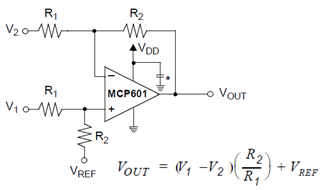 R1 R2
V2
VDD
*
MCP601
VOUT
V1 R1
R2
VREF
VOUT = (V1 – V2)(R2/R1) + VREF